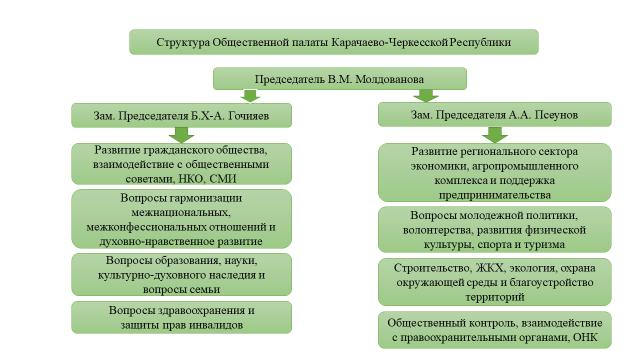 Структура Общественной палаты Карачаево-Черкесской Республики
Председатель В.М. Молдованова
Зам. Председателя Б.Х-А. Гочияев
Развитие гражданского общества,
взаимодействие с общественными
советами, НКО, СМИ
Вопросы гармонизации
межнациональных,
межконфессиональных отношений и
духовно-нравственное развитие
Вопросы образования, науки,
культурно-духовного наследия и
вопросы семьи
Вопросы здравоохранения и
защиты прав инвалидов
Зам. Председателя А.А. Псеунов
Развитие регионального сектора
экономики, агропромышленного
комплекса и поддержка
предпринимательства
Вопросы молодежной политики,
волонтерства, развития физической
культуры, спорта и туризма
Строительство, ЖКХ, экология, охрана
окружающей среды и благоустройство
территорий
Общественный контроль, взаимодействие
с правоохранительными органами, ОНК